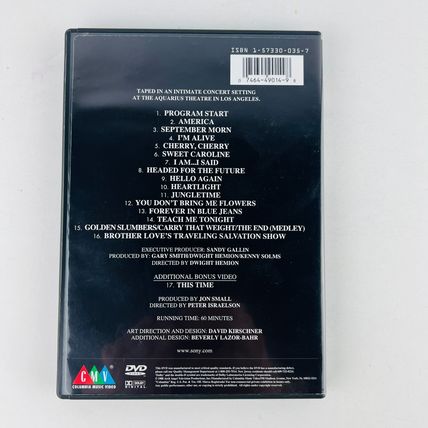 ISBN 1-57330-035-7
0 7464-49014-9 6
TAPED IN AN INTIMATE CONCERT SETTING
AT THE AQUARIUS THEATRE IN LOS ANGELES.
1. PROGRAM START
2. AMERICA
3. SEPTEMBER MORN
4. I'M ALIVE
5. CHERRY, CHERRY
6. SWEET CAROLINE
7. I AM...I SAID
8. HEADED FOR THE FUTURE
9. HELLO AGAIN
10. HEARTLIGHT
11. JUNGLETIME
12. YOU DON'T BRING ME FLOWERS
13. FOREVER IN BLUE JEANS
14. TEACH ME TONIGHT
15. GOLDEN SLUMBERS/CARRY THAT WEIGHT/THE END (MEDLEY)
16. BROTHER LOVE'S TRAVELING SALVATION SHOW
EXECUTIVE PRODUCER: SANDY GALLIN
PRODUCED BY: GARY SMITH/DWIGHT HEMION/KENNY SOLMS
DIRECTED BY DWIGHT HEMION
ADDITIONAL BONUS VIDEO
17. THIS TIME
PRODUCED BY JON SMALL
DIRECTED BY PETER ISRAELSON
RUNNING TIME: 60 MINUTES
ART DIRECTION AND DESIGN: DAVID KIRSCHNER
ADDITIONAL DESIGN: BEVERLY LAZOR-BAHR
www.sony.com
CMV
COLUMBIA MUSIC VIDEO
DVD
VIDEO
DOLBY
DIGITAL